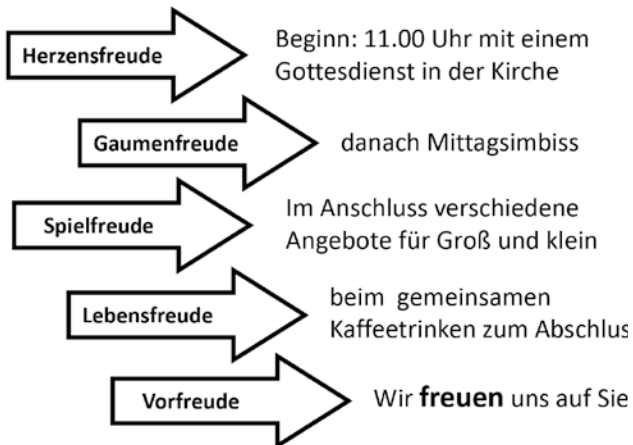 Herzensfreude
Beginn: 11.00 Uhr mit einem
Gottesdienst in der Kirche
Gaumenfreude
danach Mittagsimbiss
Spielfreude
Im Anschluss verschiedene
Angebote für Groß und klein
Lebensfreude
beim gemeinsamen
Kaffeetrinken zum Abschlus
Vorfreude
Wir freuen uns auf Sie